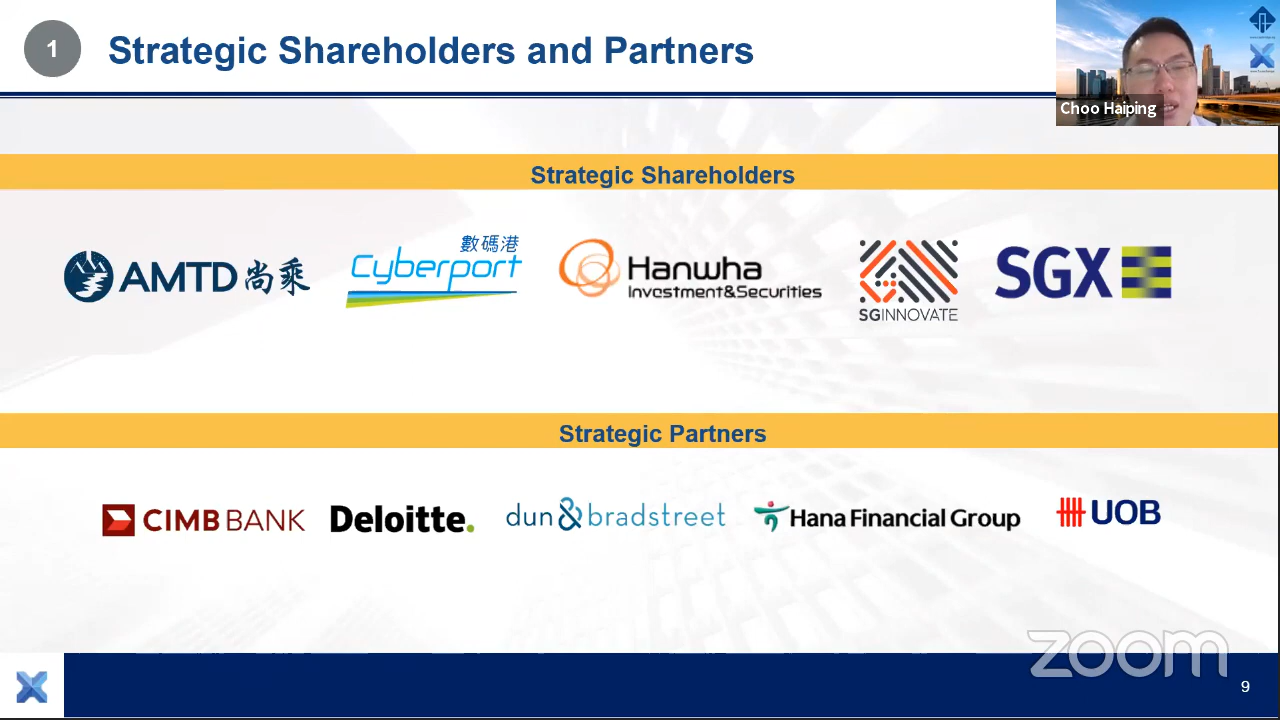 1
Strategic Shareholders and Partners
Choo Haiping
Strategic Shareholders
AMTD 尚乘
數碼港
Cyberport
Hanwha
Investment&Securities
SGINNOVATE
SGX
Strategic Partners
CIMB BANK
Deloitte.
dun & bradstreet
Hana Financial Group
UOB
zoom
9